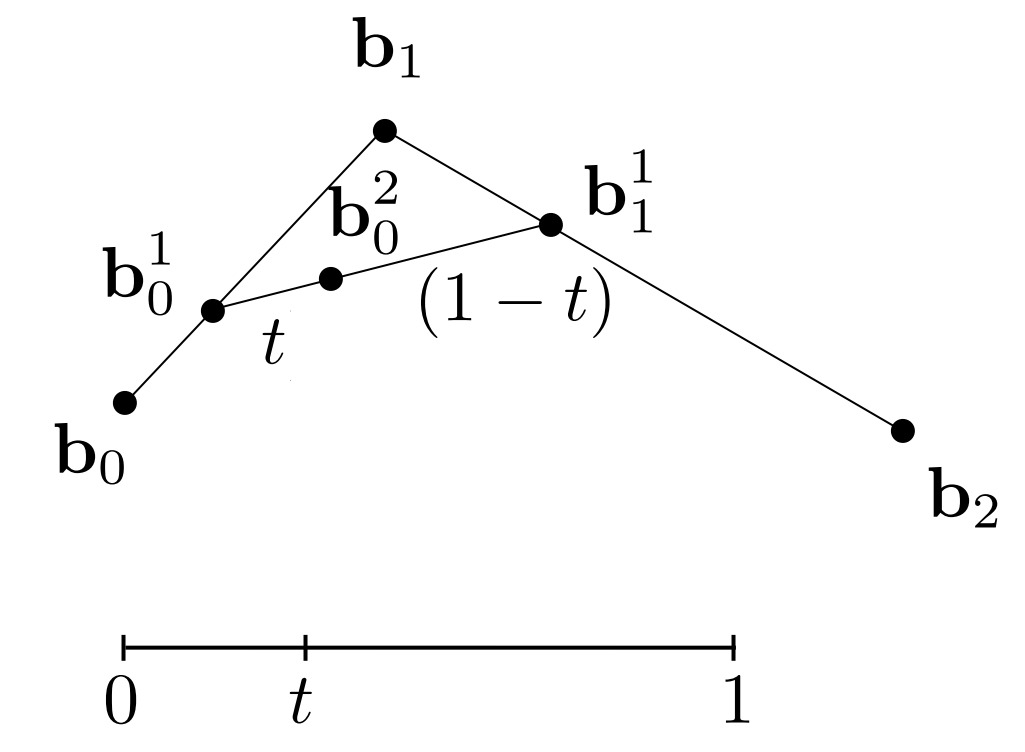 𝐛₁
𝐛₁¹
𝐛₀²
𝐛₀¹
(1 − t)
t
𝐛₀
𝐛₂
0 t 1